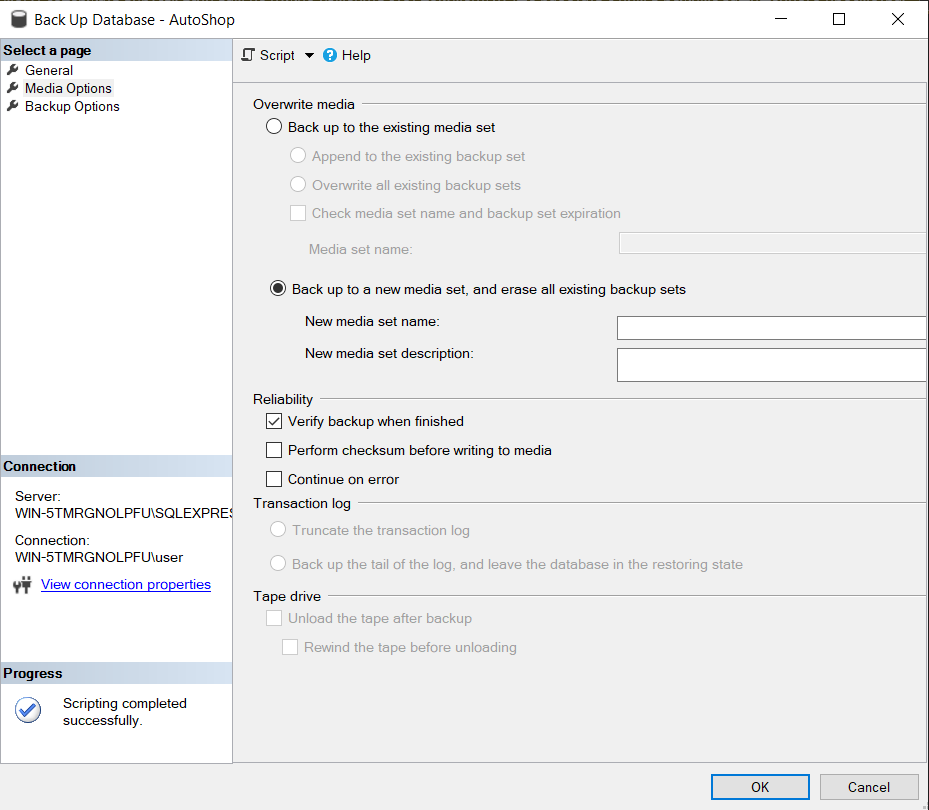 Back Up Database - AutoShop
Select a page
General
Media Options
Backup Options
Script
Help
Overwrite media
Back up to the existing media set
Append to the existing backup set
Overwrite all existing backup sets
Check media set name and backup set expiration
Media set name:
Back up to a new media set, and erase all existing backup sets
New media set name:
New media set description:
Reliability
Verify backup when finished
Perform checksum before writing to media
Continue on error
Transaction log
Truncate the transaction log
Back up the tail of the log, and leave the database in the restoring state
Tape drive
Unload the tape after backup
Rewind the tape before unloading
Connection
Server:
WIN-5TMRGNOLPFU\SQLEXPRES
Connection:
WIN-5TMRGNOLPFU\user
View connection properties
Progress
Scripting completed
successfully.
OK
Cancel